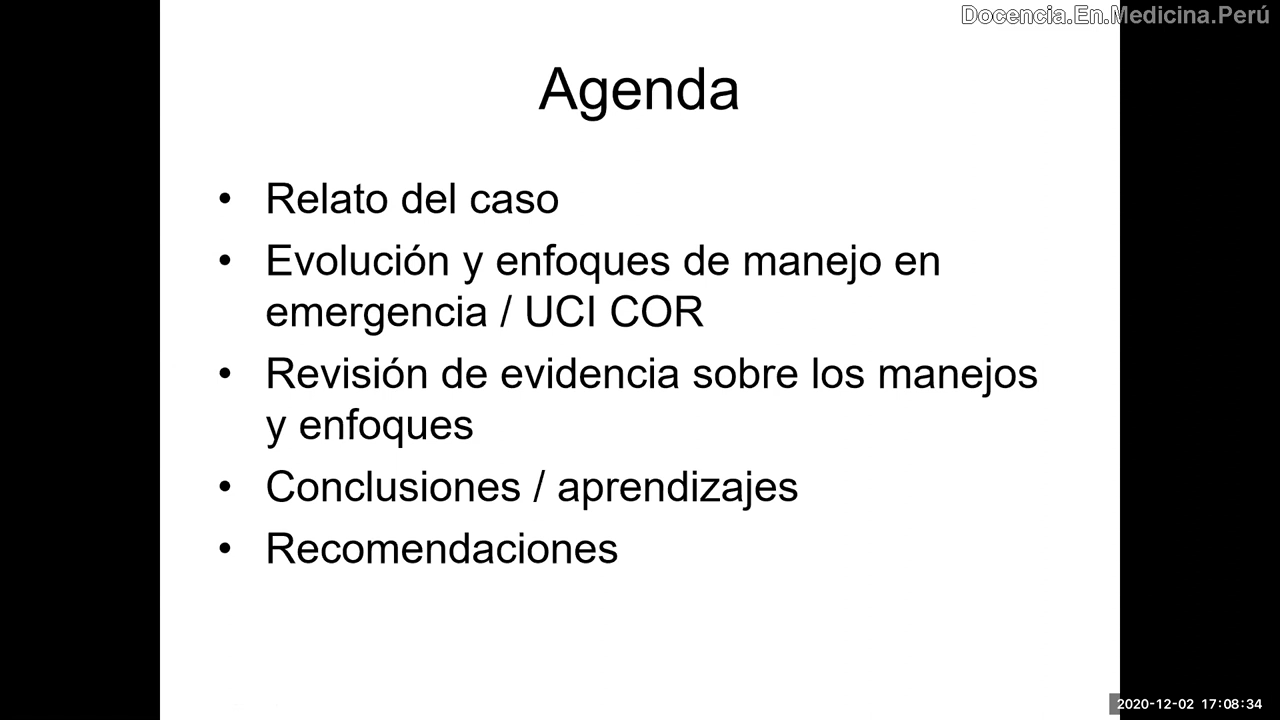 Docencia.En.Medicina.Perú
Agenda
• Relato del caso
• Evolución y enfoques de manejo en
emergencia / UCI COR
• Revisión de evidencia sobre los manejos
y enfoques
• Conclusiones / aprendizajes
• Recomendaciones
2020-12-02 17:08:34